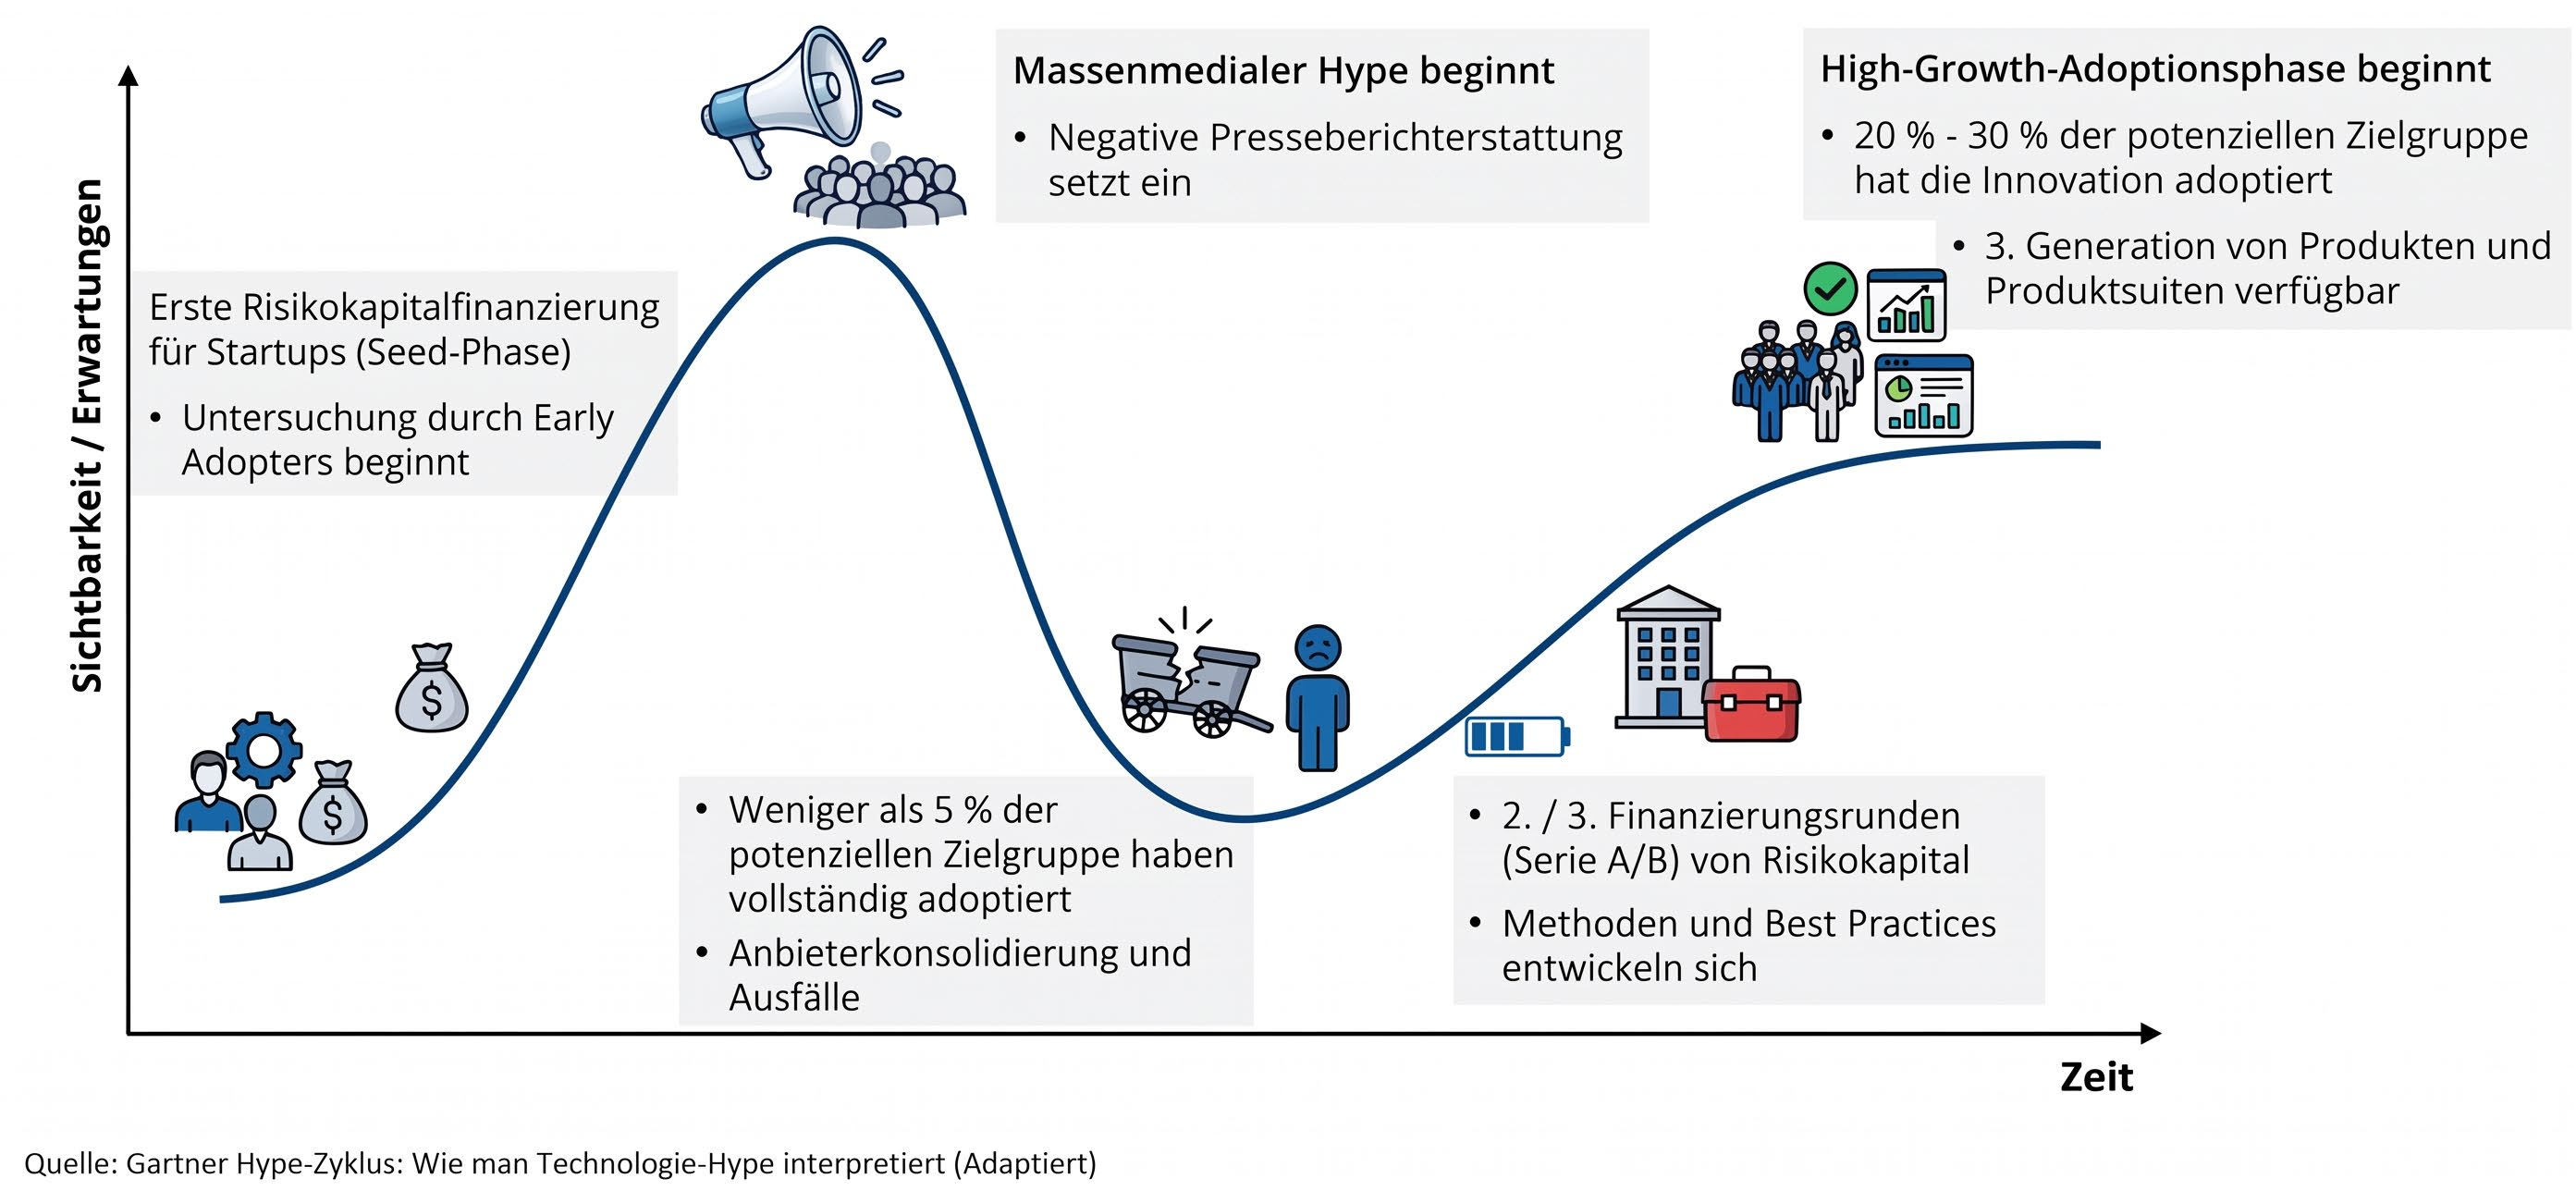 Sichtbarkeit / Erwartungen
Erste Risikokapitalfinanzierung
für Startups (Seed-Phase)
• Untersuchung durch Early
Adopters beginnt
Massenmedialer Hype beginnt
• Negative Presseberichterstattung
setzt ein
High-Growth-Adoptionsphase beginnt
• 20 % - 30 % der potenziellen Zielgruppe
hat die Innovation adoptiert
• 3. Generation von Produkten und
Produktsuiten verfügbar
$
$
• Weniger als 5 % der
potenziellen Zielgruppe haben
vollständig adoptiert
• Anbieterkonsolidierung und
Ausfälle
• 2. / 3. Finanzierungsrunden
(Serie A/B) von Risikokapital
• Methoden und Best Practices
entwickeln sich
Zeit
Quelle: Gartner Hype-Zyklus: Wie man Technologie-Hype interpretiert (Adaptiert)